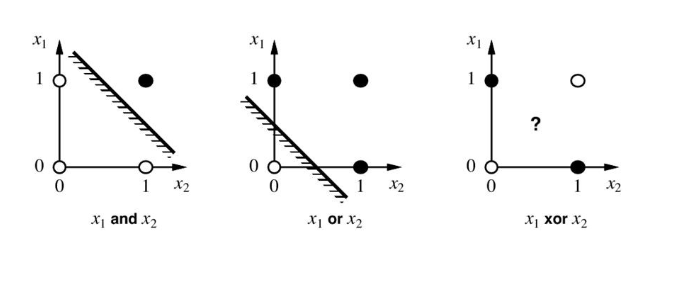 x₁ x₁ x₁
1 1 1
?
0 0 0
0 1 x₂ 0 1 x₂ 0 1 x₂
x₁ and x₂ x₁ or x₂ x₁ xor x₂